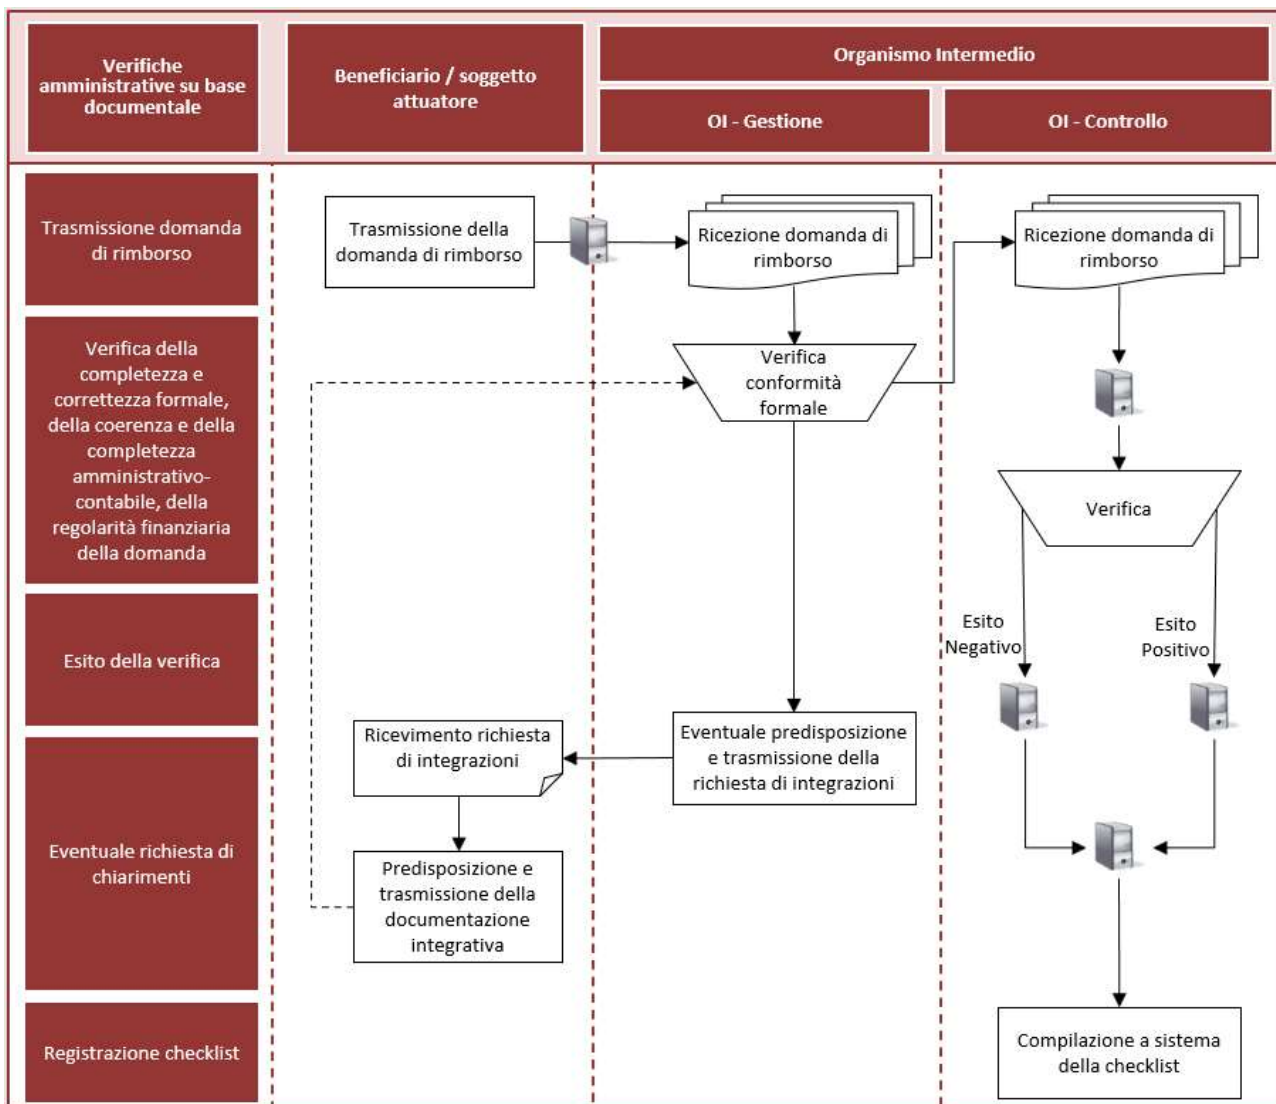 Verifiche
amministrative su base
documentale
Beneficiario / soggetto
attuatore
Organismo Intermedio
OI - Gestione
OI - Controllo
Trasmissione domanda
di rimborso
Trasmissione della
domanda di rimborso
Ricezione domanda di
rimborso
Ricezione domanda di
rimborso
Verifica della
completezza e
correttezza formale,
della coerenza e della
completezza
amministrativo-
contabile, della
regolarità finanziaria
della domanda
Verifica
conformità
formale
Verifica
Esito della verifica
Esito
Negativo
Esito
Positivo
Eventuale richiesta di
chiarimenti
Ricevimento richiesta
di integrazioni
Eventuale predisposizione
e trasmissione della
richiesta di integrazioni
Predisposizione e
trasmissione della
documentazione
integrativa
Registrazione checklist
Compilazione a sistema
della checklist